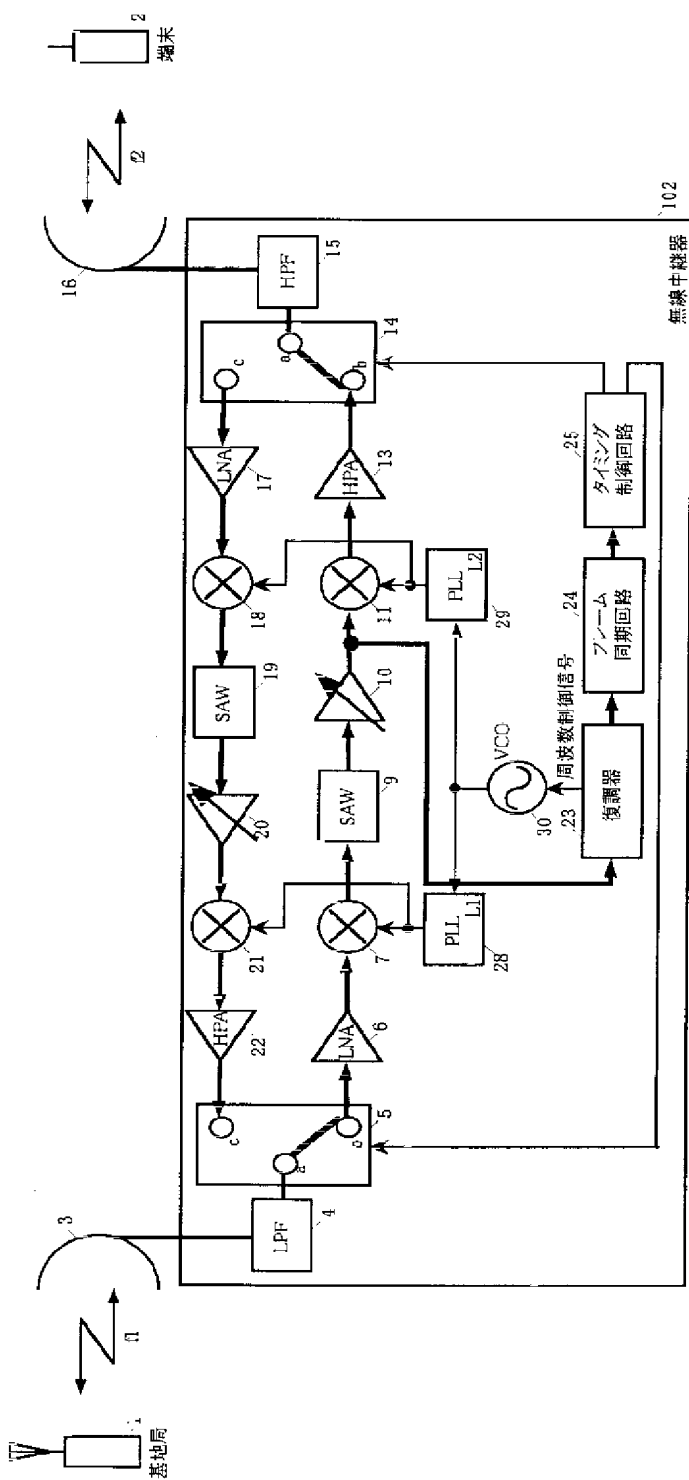 1
基地局
f1
3
LPF
4
a
c
5
LNA
6
7
PLL
L1
28
HPA
22
21
20
SAW
9
10
SAW
19
18
LNA
17
11
PLL
L2
29
HPA
13
c
a
b
14
HPF
15
16
f2
2
端末
VCO
30
周波数制御信号
23
復調器
24
フレーム
同期回路
25
タイミング
制御回路
102
無線中継器